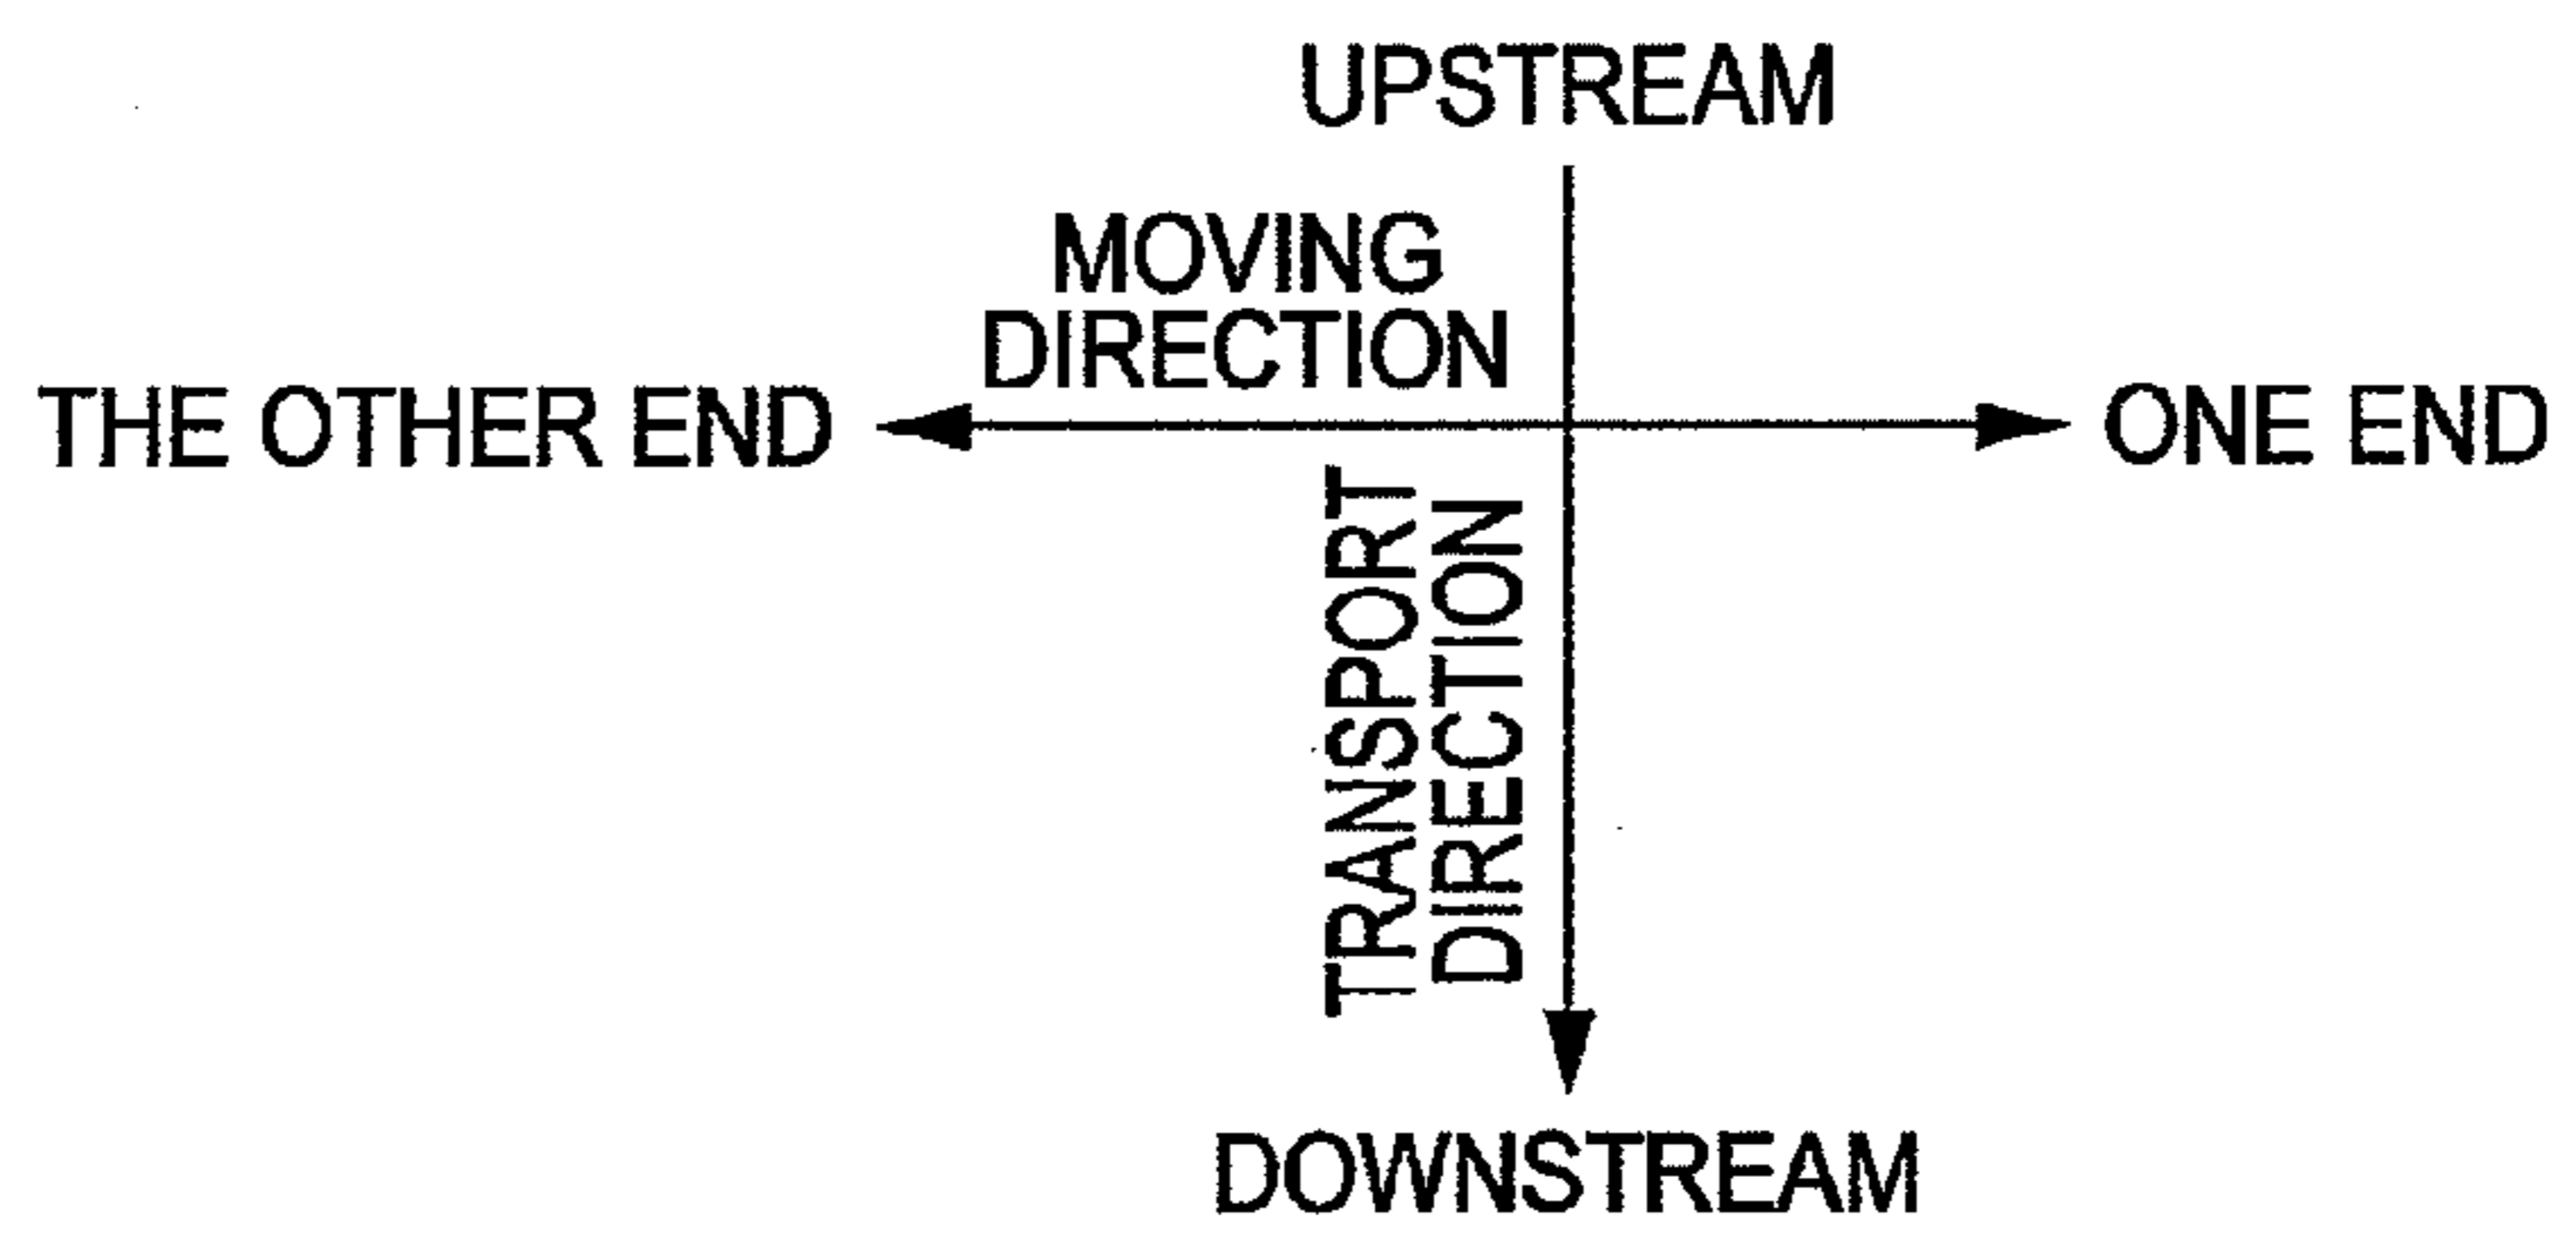 UPSTREAM
MOVING
DIRECTION
THE OTHER END
ONE END
TRANSPORT
DIRECTION
DOWNSTREAM